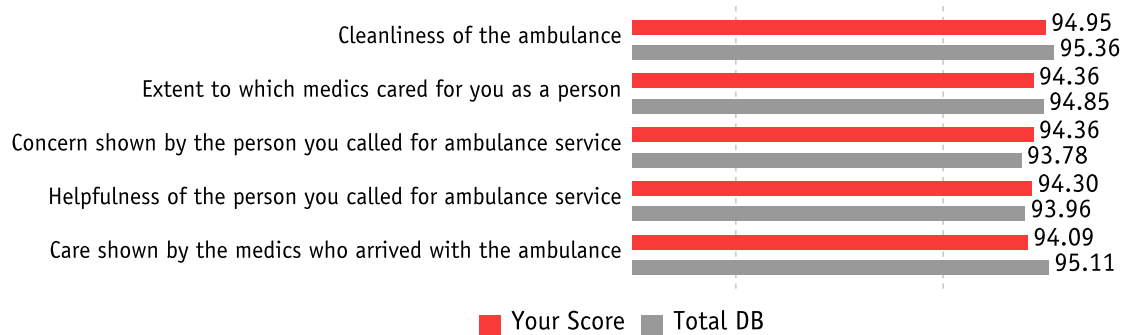 Cleanliness of the ambulance
94.95
95.36
Extent to which medics cared for you as a person
94.36
94.85
Concern shown by the person you called for ambulance service
94.36
93.78
Helpfulness of the person you called for ambulance service
94.30
93.96
Care shown by the medics who arrived with the ambulance
94.09
95.11
Your Score
Total DB